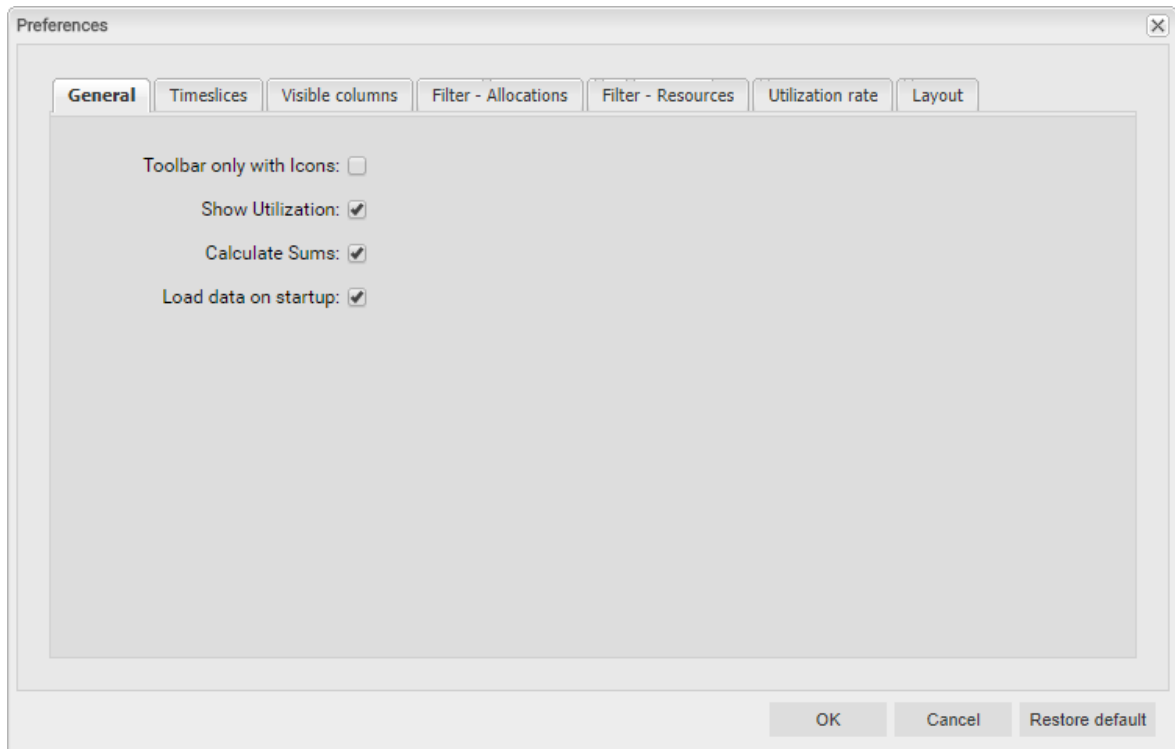 Preferences
General Timeslices Visible columns Filter - Allocations Filter - Resources Utilization rate Layout
Toolbar only with Icons:
Show Utilization:
Calculate Sums:
Load data on startup:
OK Cancel Restore default